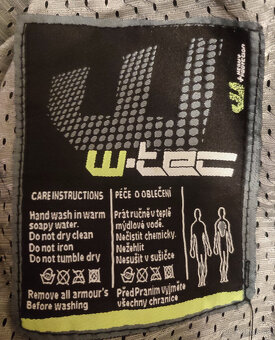 w-tec
CARE INSTRUCTIONS
Hand wash in warm
soapy water.
Do not dry clean
Do not iron
Do not tumble dry
Remove all armour's
Before washing
PÉČE O OBLEČENÍ
Prát ručně v teplé
mýdlové vodě.
Nečistit chemicky.
Nežehlit
Nesušit v sušičce
Před Praním vyjměte
všechny chraniče